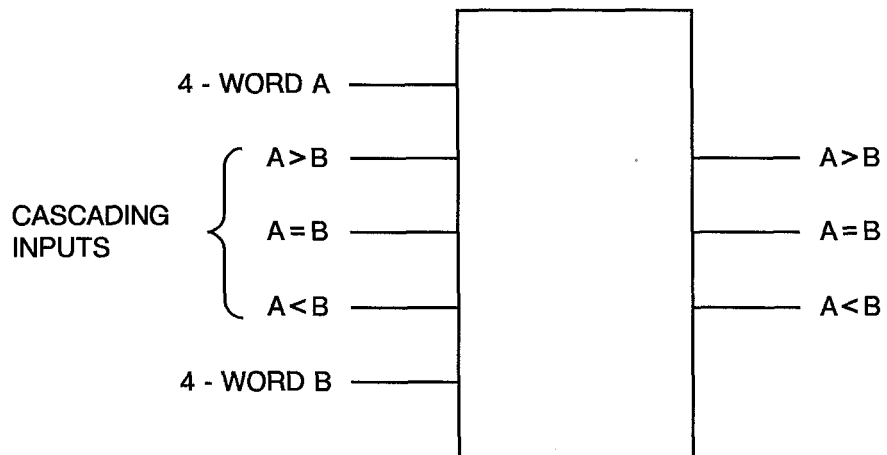 4 - WORD A
A>B
A>B
CASCADING
INPUTS
A=B
A=B
A<B
A<B
4 - WORD B